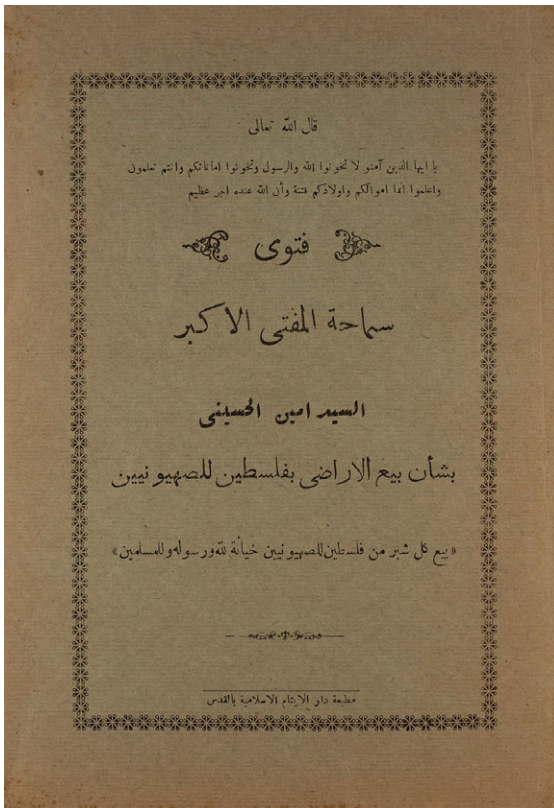 قال الله تعالى
يا ايها الذين آمنو لا تخونوا الله والرسول وتخونوا اماناتكم وانتم تعلمون
واعلموا انما اموالكم واولادكم فتنة وأن الله عنده اجر عظيم
فتوى
سماحة المفتى الاكبر
السيد امين الحسينى
بشأن بيع الاراضى بفلسطين للصهيونيين
«بيع كل شبر من فلسطين للصهيونيين خيانة لله ورسوله وللمسلمين»
مطبعة دار الايتام الاسلامية بالقدس